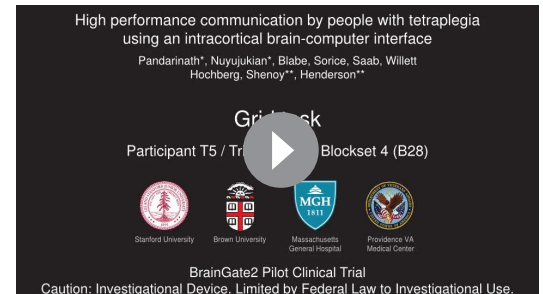 High performance communication by people with tetraplegia
using an intracortical brain-computer interface
Pandarinath*, Nuyujukian*, Blabe, Sorice, Saab, Willett
Hochberg, Shenoy**, Henderson**
Participant T5 / Blockset 4 (B28)
MGH
1811
Stanford University
Brown University
Massachusetts
General Hospital
Providence VA
Medical Center
BrainGate2 Pilot Clinical Trial
Caution: Investigational Device. Limited by Federal Law to Investigational Use.